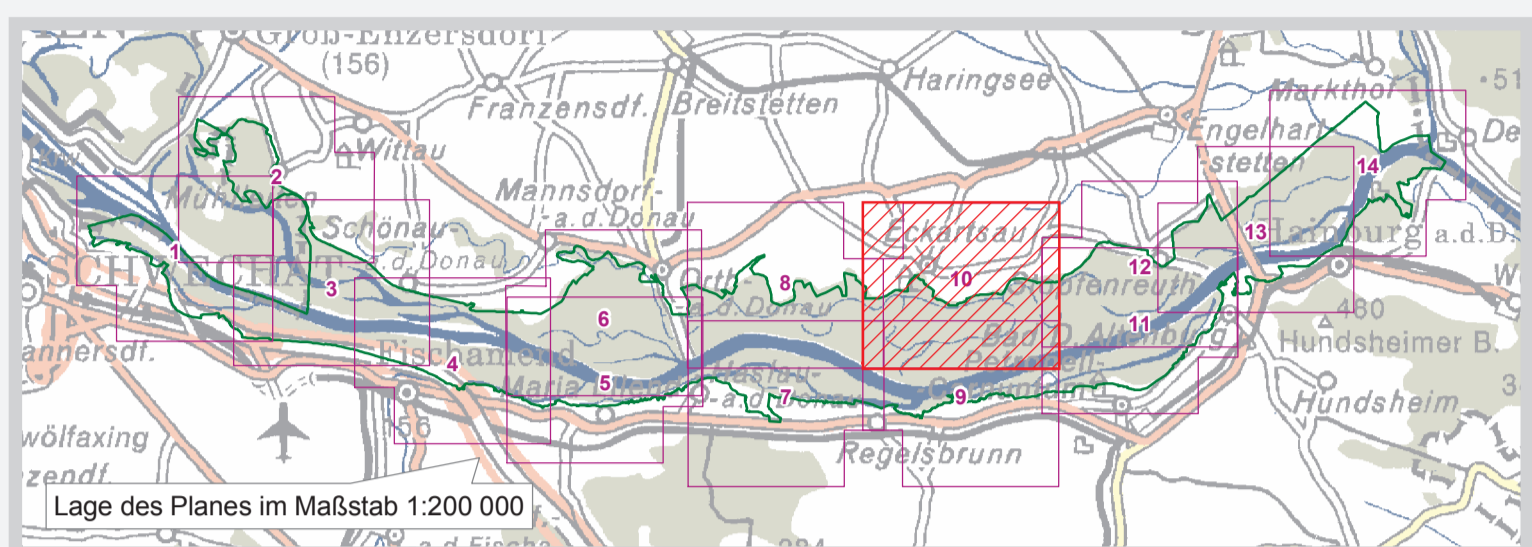 Groß-Enzersdorf
(156)
Franzensdf.
Breitstetten
Haringsee
Markthof
Wittau
Engelhart-
-stetten
2
14
Mühlleiten
Mannsdorf-
-a.d.Donau
Schönau-
a.d.Donau
Eckartsau
13
Hainburg a.d.D.
1
SCHWECHAT
3
Orth-
a.d.Donau
8
10
12
Stopfenreuth
6
11
480
Hundsheimer B.
Bad D. Altenburg
Petronell-
Carnuntum
Fischamend
4
Maria Ellend
5
Haslau-
a.d.Donau
7
9
Hundsheim
156
Regelsbrunn
Lage des Planes im Maßstab 1:200 000
284